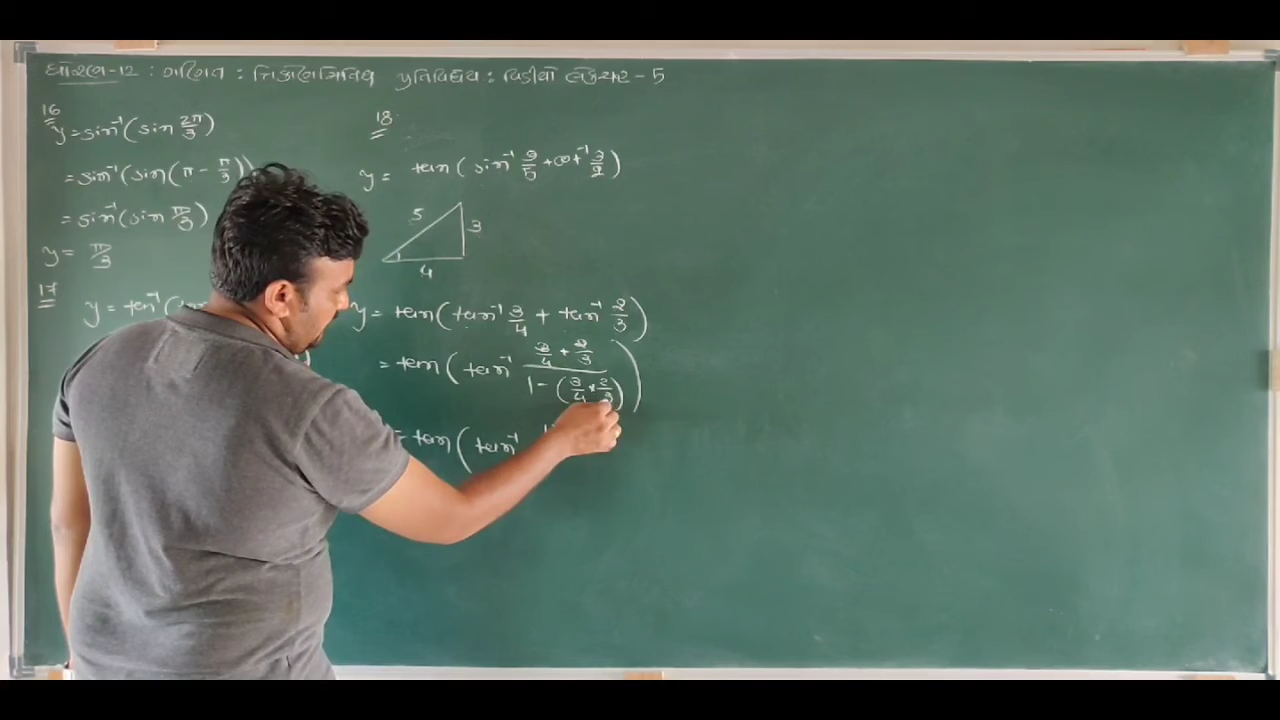 ધોરણ-12 : ગણિત : ત્રિકોણમિતિય પ્રતિવિધેય : વિડીયો લેક્ચર - 5
16
y = sin⁻¹(sin 2π/3)
= sin⁻¹(sin(π - π/3))
= sin⁻¹(sin π/3)
y = π/3
17
y = tan⁻¹(
18
y = tan(sin⁻¹ 3/5 + cot⁻¹ 3/2)
5
3
4
y = tan(tan⁻¹ 3/4 + tan⁻¹ 2/3)
= tan(tan⁻¹ (3/4 + 2/3)/(1 - (3/4 × 2/3)))
= tan(tan⁻¹